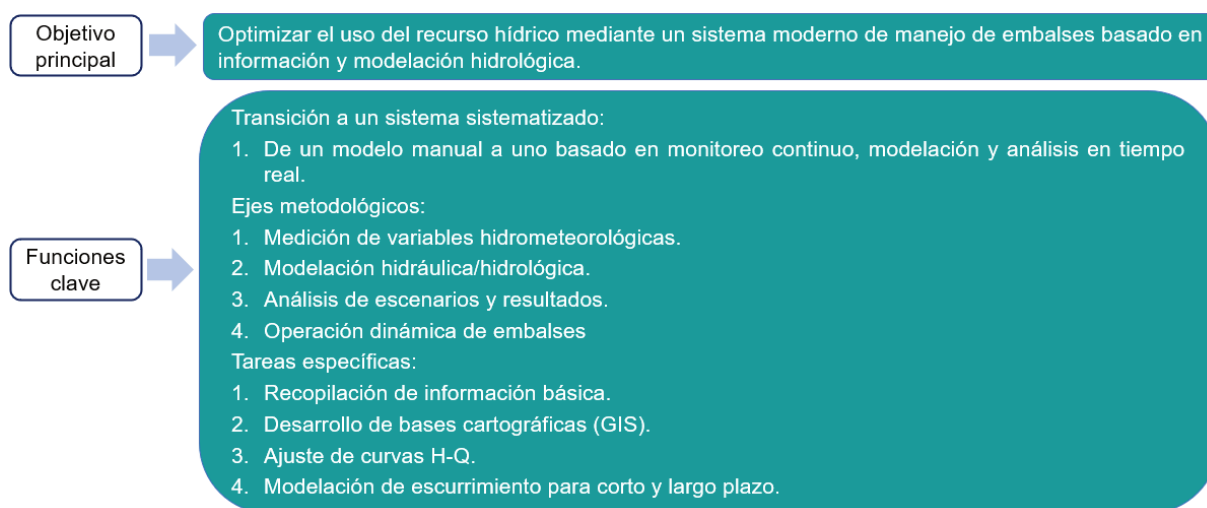 Objetivo
principal
Optimizar el uso del recurso hídrico mediante un sistema moderno de manejo de embalses basado en
información y modelación hidrológica.
Funciones
clave
Transición a un sistema sistematizado:
1. De un modelo manual a uno basado en monitoreo continuo, modelación y análisis en tiempo
real.
Ejes metodológicos:
1. Medición de variables hidrometeorológicas.
2. Modelación hidráulica/hidrológica.
3. Análisis de escenarios y resultados.
4. Operación dinámica de embalses
Tareas específicas:
1. Recopilación de información básica.
2. Desarrollo de bases cartográficas (GIS).
3. Ajuste de curvas H-Q.
4. Modelación de escurrimiento para corto y largo plazo.